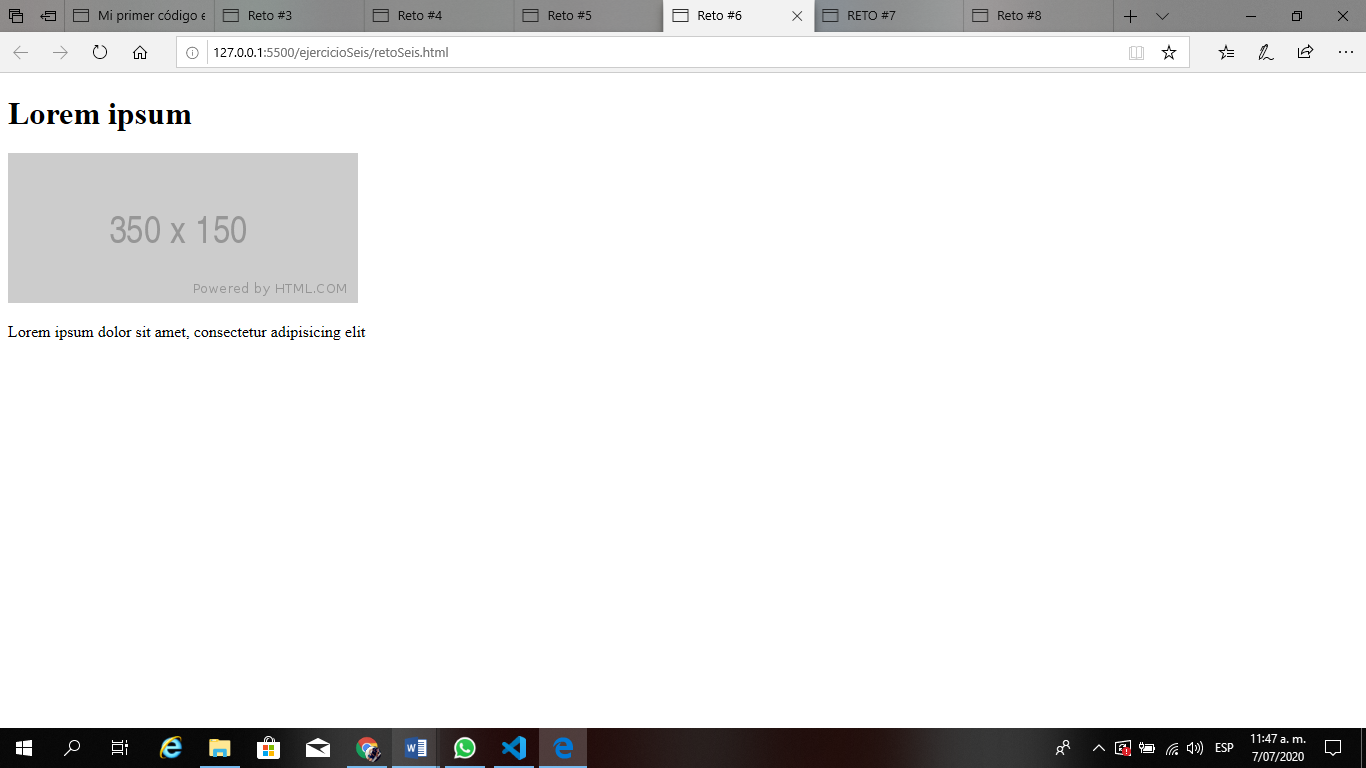 Mi primer código e
Reto #3
Reto #4
Reto #5
Reto #6
RETO #7
Reto #8
127.0.0.1:5500/ejercicioSeis/retoSeis.html
Lorem ipsum
350 x 150
Powered by HTML.COM
Lorem ipsum dolor sit amet, consectetur adipisicing elit
ESP
11:47 a. m.
7/07/2020